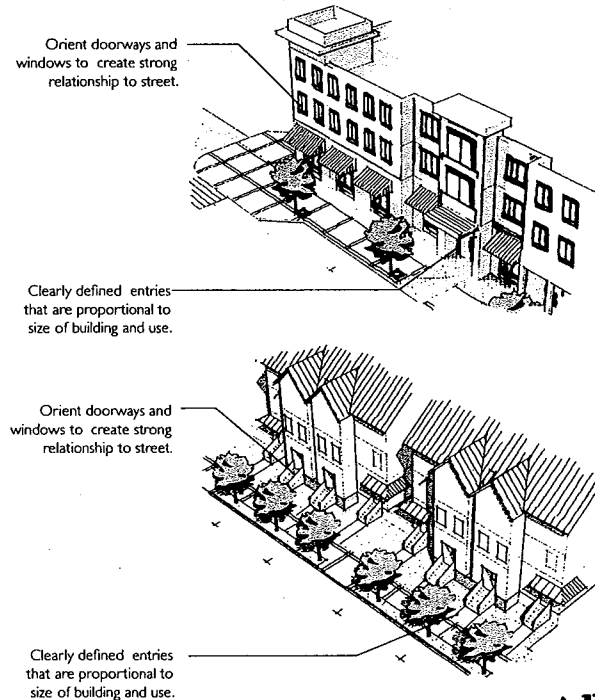 Orient doorways and
windows to create strong
relationship to street.
Clearly defined entries
that are proportional to
size of building and use.
Orient doorways and
windows to create strong
relationship to street.
Clearly defined entries
that are proportional to
size of building and use.